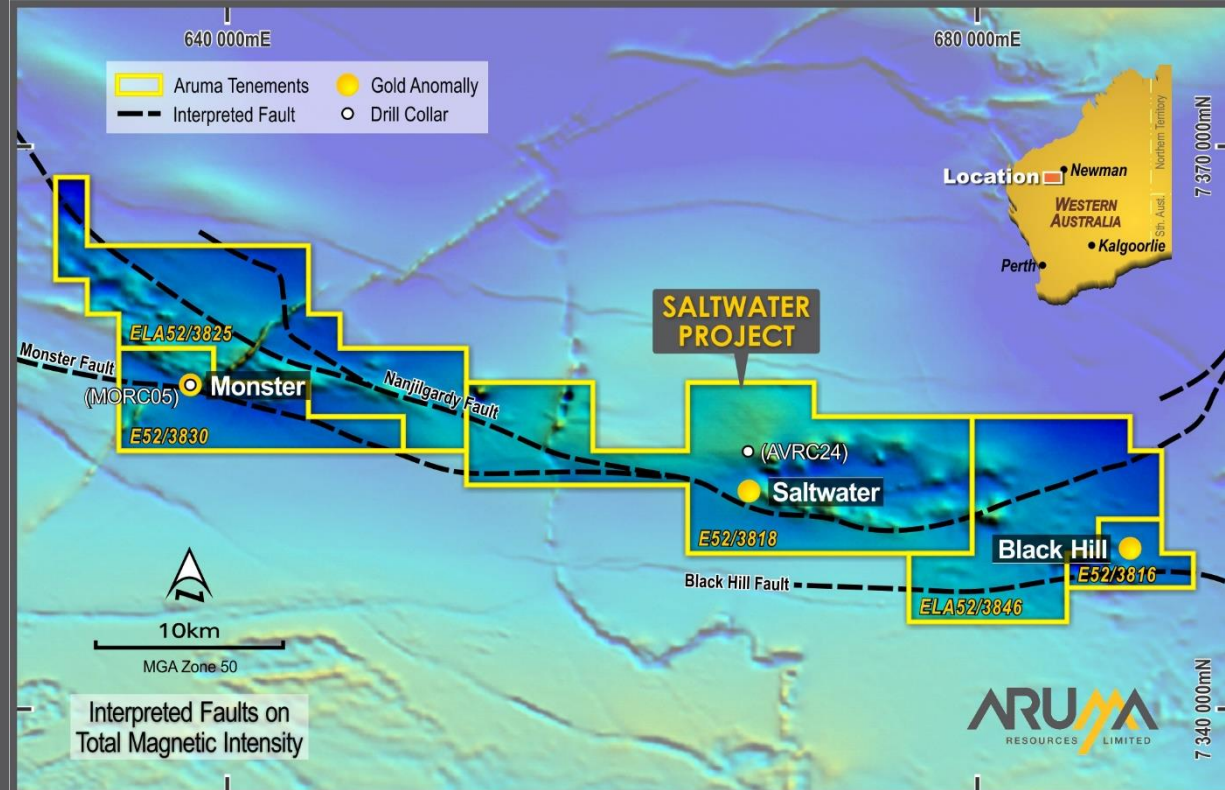 640 000mE
680 000mE
Aruma Tenements
Gold Anomally
Interpreted Fault
Drill Collar
7 370 000mN
Northern Territory
Sth. Aust.
Location
Newman
WESTERN
AUSTRALIA
Kalgoorlie
Perth
SALTWATER
PROJECT
ELA52/3825
Monster Fault
(MORC05)
Monster
Nanjilgardy Fault
E52/3830
(AVRC24)
Saltwater
E52/3818
Black Hill
E52/3816
Black Hill Fault
ELA52/3846
N
10km
MGA Zone 50
Interpreted Faults on
Total Magnetic Intensity
ARUMA
RESOURCES LIMITED
7 340 000mN